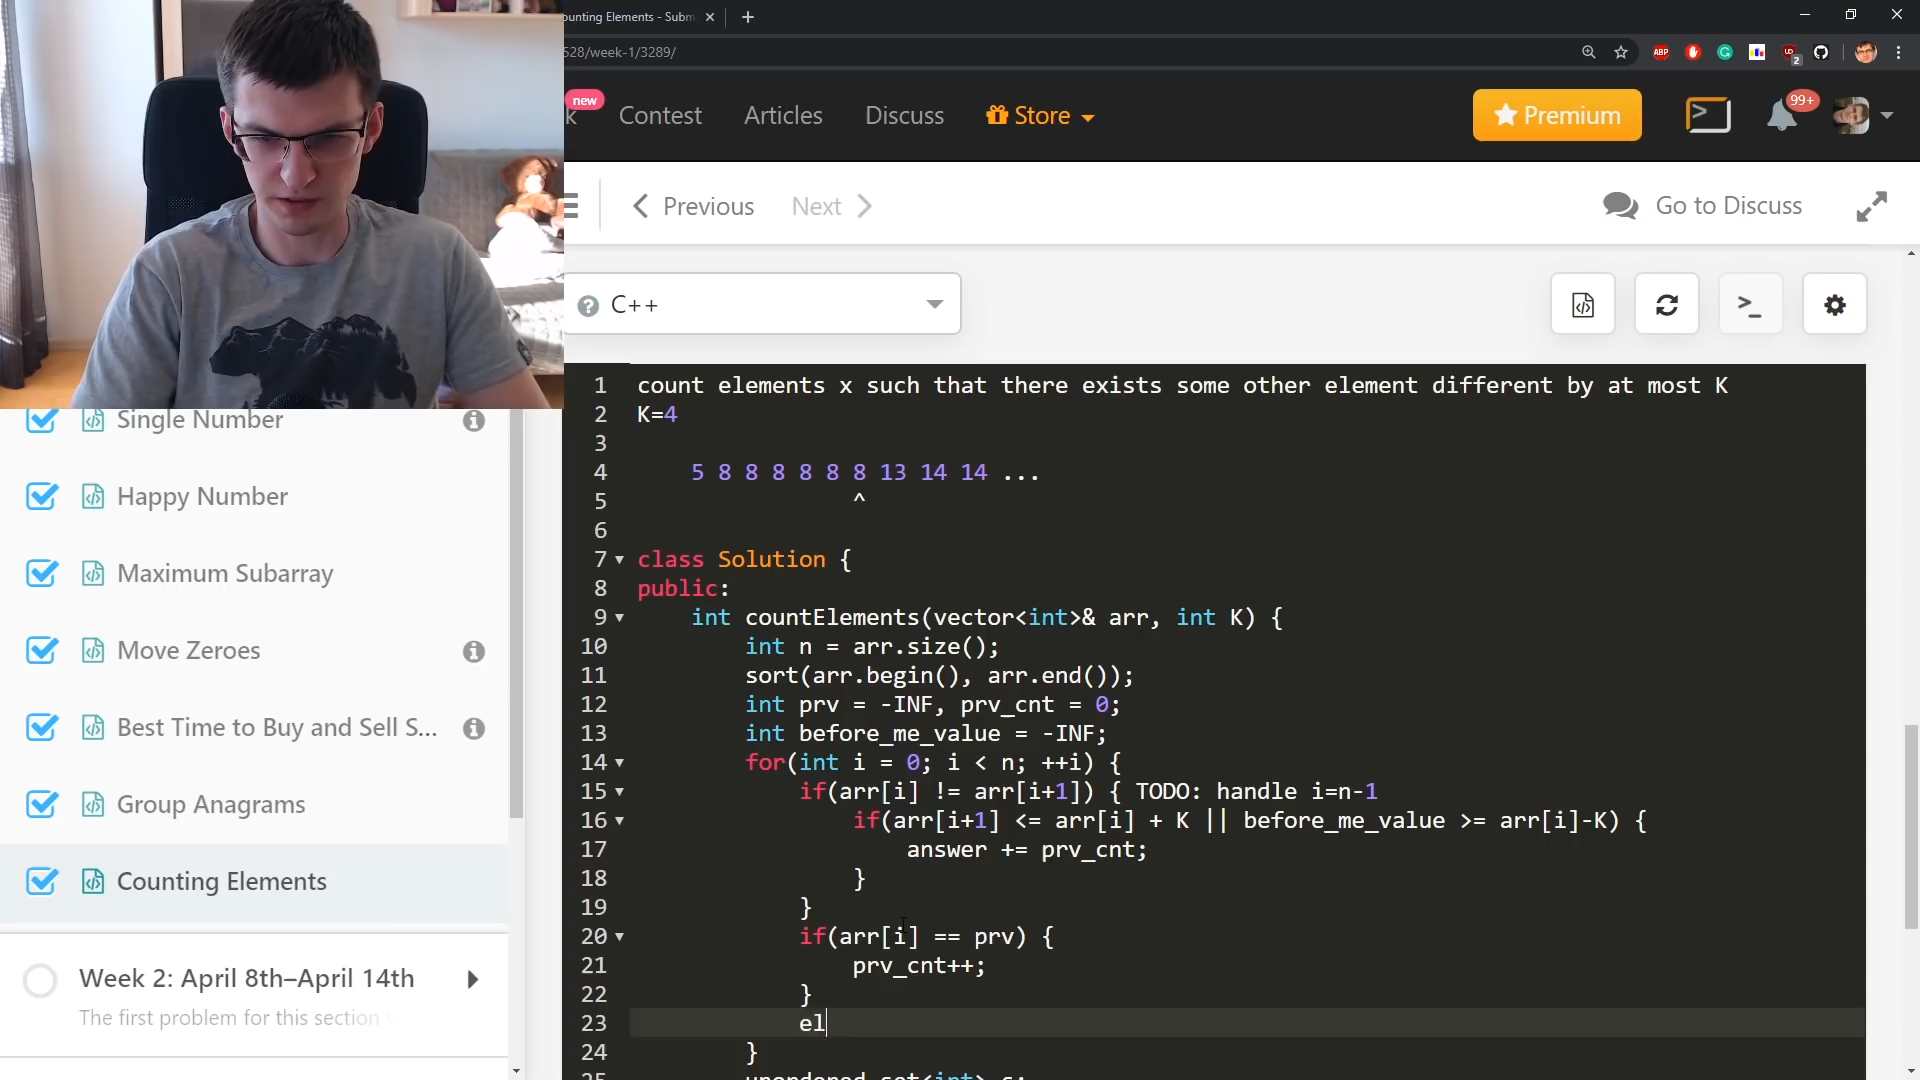 ounting Elements - Subm
528/week-1/3289/
ABP
2
new
k Contest Articles Discuss Store Premium 99+
Previous Next Go to Discuss
C++
Single Number
Happy Number
Maximum Subarray
Move Zeroes
Best Time to Buy and Sell S...
Group Anagrams
Counting Elements
Week 2: April 8th–April 14th
The first problem for this section
1 count elements x such that there exists some other element different by at most K
2 K=4
3
4 5 8 8 8 8 8 8 13 14 14 ...
5 ^
6
7 class Solution {
8 public:
9 int countElements(vector<int>& arr, int K) {
10 int n = arr.size();
11 sort(arr.begin(), arr.end());
12 int prv = -INF, prv_cnt = 0;
13 int before_me_value = -INF;
14 for(int i = 0; i < n; ++i) {
15 if(arr[i] != arr[i+1]) { TODO: handle i=n-1
16 if(arr[i+1] <= arr[i] + K || before_me_value >= arr[i]-K) {
17 answer += prv_cnt;
18 }
19 }
20 if(arr[i] == prv) {
21 prv_cnt++;
22 }
23 el
24 }
25 unordered_set<int> s;